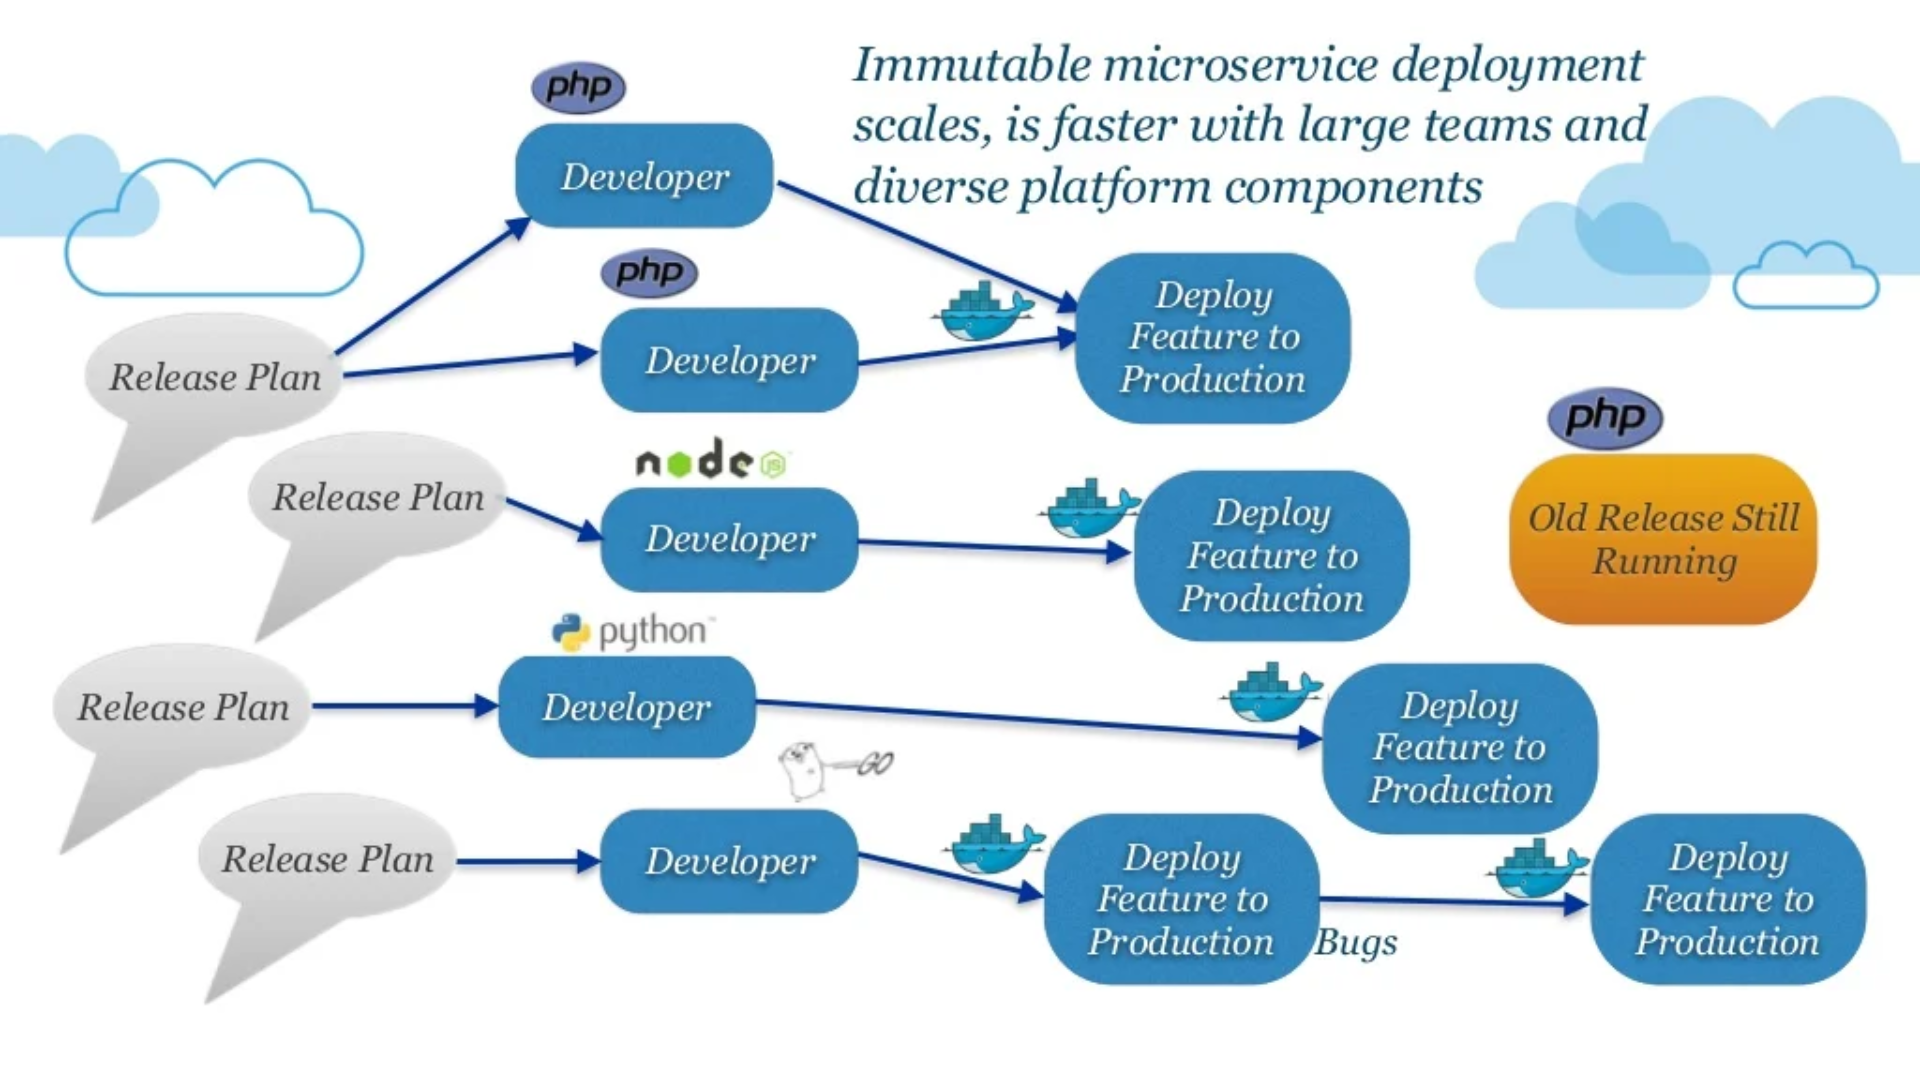 Immutable microservice deployment
scales, is faster with large teams and
diverse platform components
php
Developer
php
Developer
Release Plan
Deploy
Feature to
Production
Release Plan
node JS
Developer
Deploy
Feature to
Production
php
Old Release Still
Running
Release Plan
python™
Developer
Deploy
Feature to
Production
Release Plan
GO
Developer
Deploy
Feature to
Production
Bugs
Deploy
Feature to
Production